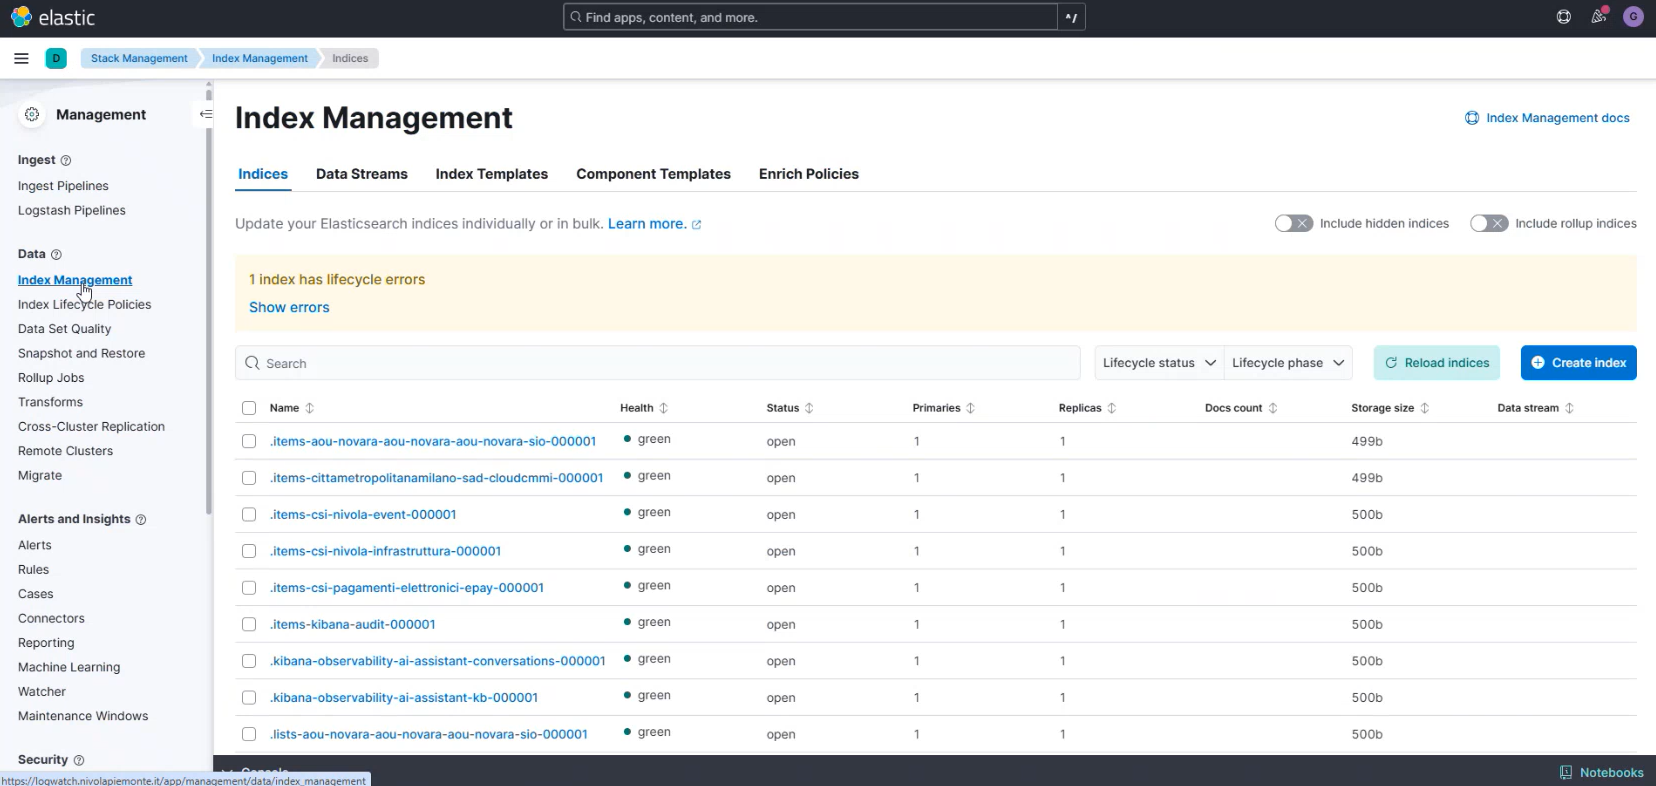 elastic
Find apps, content, and more.
^/
G
D
Stack Management
Index Management
Indices
Management
Ingest
Ingest Pipelines
Logstash Pipelines
Data
Index Management
Index Lifecycle Policies
Data Set Quality
Snapshot and Restore
Rollup Jobs
Transforms
Cross-Cluster Replication
Remote Clusters
Migrate
Alerts and Insights
Alerts
Rules
Cases
Connectors
Reporting
Machine Learning
Watcher
Maintenance Windows
Security
https://logwatch.nivolapiemonte.it/app/management/data/index_management
Index Management
Index Management docs
Indices Data Streams Index Templates Component Templates Enrich Policies
Update your Elasticsearch indices individually or in bulk. Learn more.
Include hidden indices
Include rollup indices
1 index has lifecycle errors
Show errors
Search
Lifecycle status
Lifecycle phase
Reload indices
Create index
Name Health Status Primaries Replicas Docs count Storage size Data stream
.items-aou-novara-aou-novara-aou-novara-sio-000001 green open 1 1 499b
.items-cittametropolitanamilano-sad-cloudcmmi-000001 green open 1 1 499b
.items-csi-nivola-event-000001 green open 1 1 500b
.items-csi-nivola-infrastruttura-000001 green open 1 1 500b
.items-csi-pagamenti-elettronici-epay-000001 green open 1 1 500b
.items-kibana-audit-000001 green open 1 1 500b
.kibana-observability-ai-assistant-conversations-000001 green open 1 1 500b
.kibana-observability-ai-assistant-kb-000001 green open 1 1 500b
.lists-aou-novara-aou-novara-aou-novara-sio-000001 green open 1 1 500b
Console
Notebooks